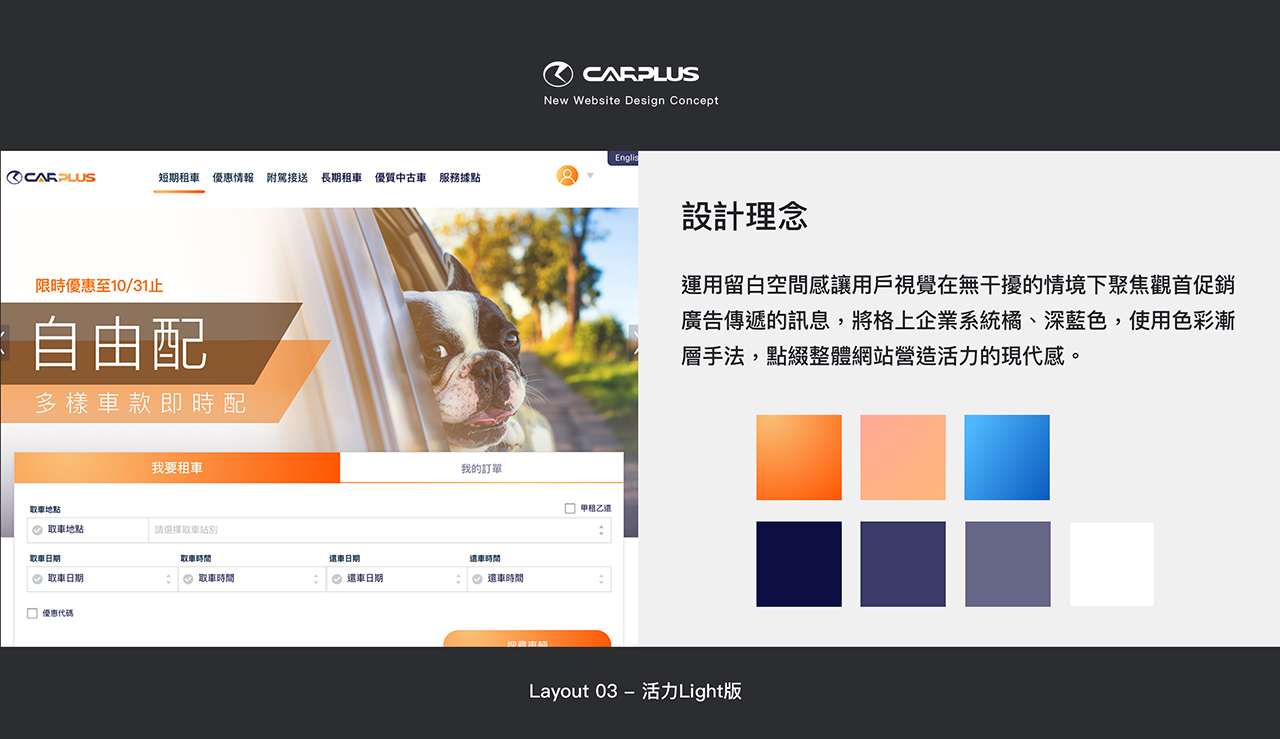 CARPLUS
New Website Design Concept
Englis
CARPLUS
短期租車 優惠情報 附駕接送 長期租車 優質中古車 服務據點
限時優惠至10/31止
自由配
多樣車款即時配
我要租車 我的訂單
取車地點 甲租乙還
取車地點 請選擇取車站別
取車日期 取車時間 還車日期 還車時間
取車日期 取車時間 還車日期 還車時間
優惠代碼
搜尋車輛
設計理念
運用留白空間感讓用戶視覺在無干擾的情境下聚焦觀首促銷
廣告傳遞的訊息，將格上企業系統橘、深藍色，使用色彩漸
層手法，點綴整體網站營造活力的現代感。
Layout 03 – 活力Light版